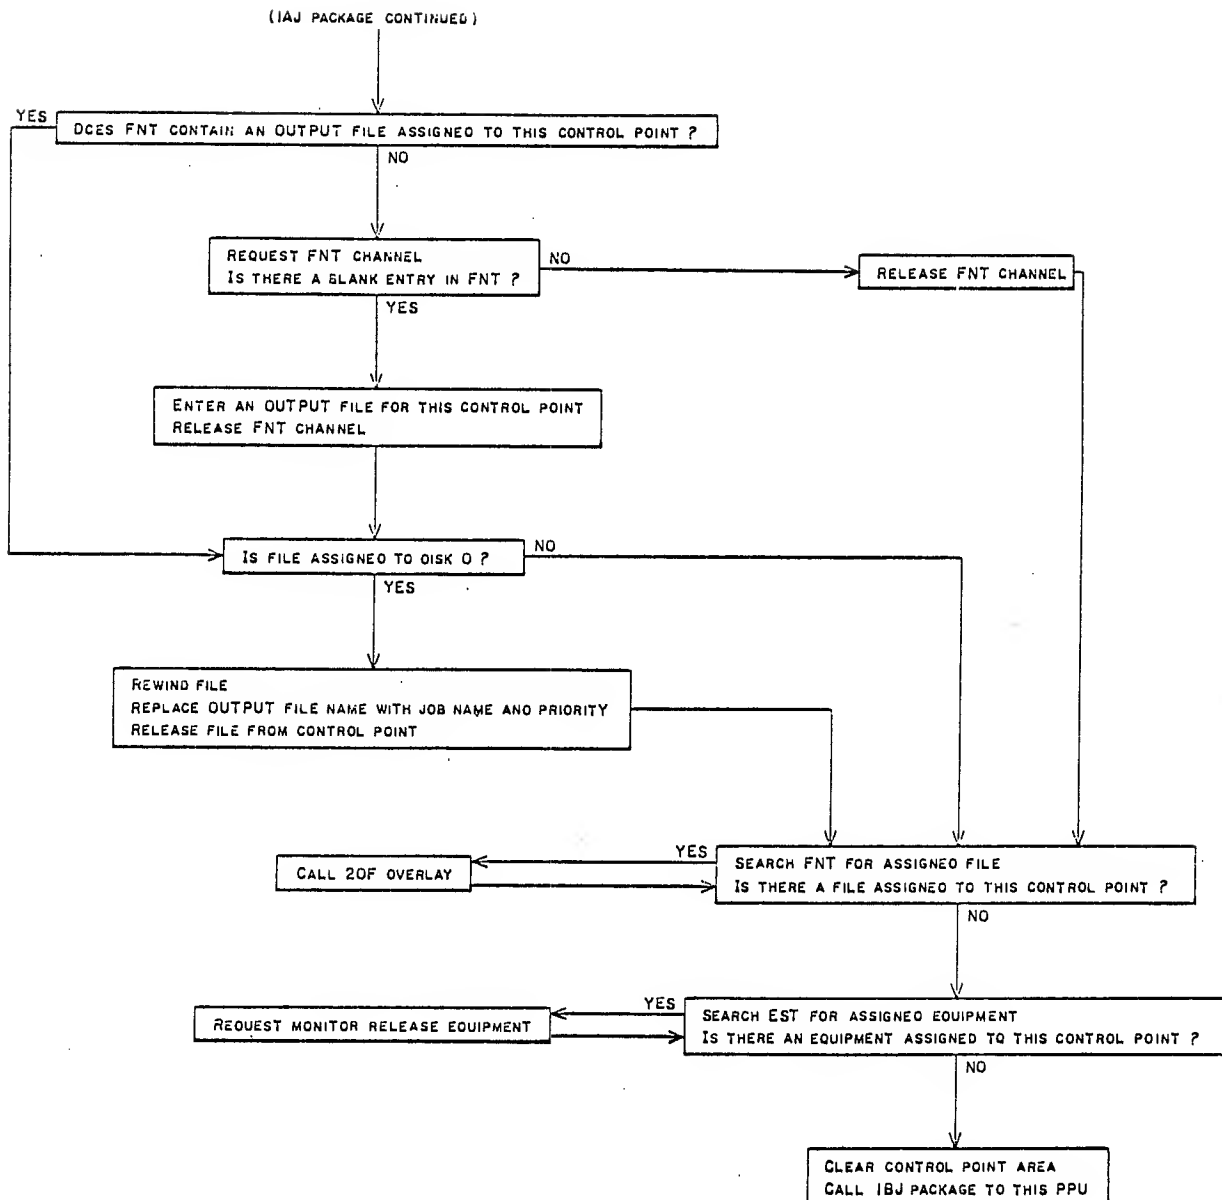 (1AJ PACKAGE CONTINUED)
YES
DOES FNT CONTAIN AN OUTPUT FILE ASSIGNED TO THIS CONTROL POINT ?
NO
REQUEST FNT CHANNEL
IS THERE A BLANK ENTRY IN FNT ?
NO
RELEASE FNT CHANNEL
YES
ENTER AN OUTPUT FILE FOR THIS CONTROL POINT
RELEASE FNT CHANNEL
IS FILE ASSIGNED TO DISK 0 ?
NO
YES
REWIND FILE
REPLACE OUTPUT FILE NAME WITH JOB NAME AND PRIORITY
RELEASE FILE FROM CONTROL POINT
CALL 2DF OVERLAY
YES
SEARCH FNT FOR ASSIGNED FILE
IS THERE A FILE ASSIGNED TO THIS CONTROL POINT ?
NO
REQUEST MONITOR RELEASE EQUIPMENT
YES
SEARCH EST FOR ASSIGNED EQUIPMENT
IS THERE AN EQUIPMENT ASSIGNED TO THIS CONTROL POINT ?
NO
CLEAR CONTROL POINT AREA
CALL 1BJ PACKAGE TO THIS PPU